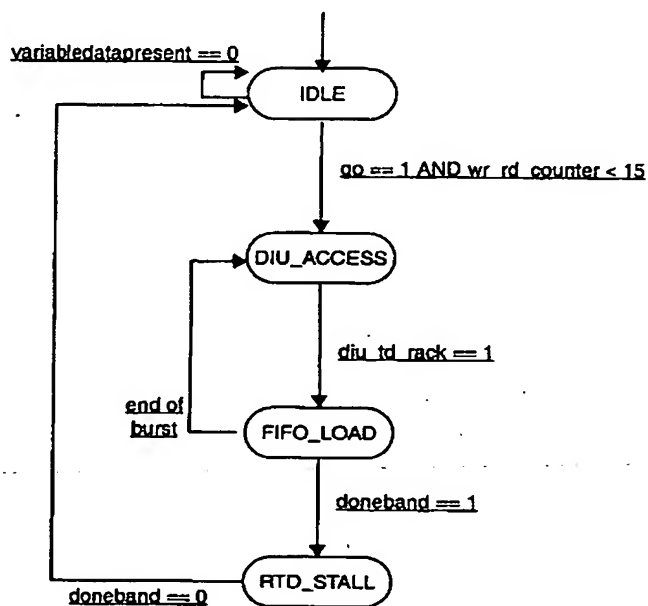 variabledatapresent == 0
IDLE
go == 1 AND wr_rd_counter < 15
DIU_ACCESS
diu_td_rack == 1
end of
burst
FIFO_LOAD
doneband == 1
RTD_STALL
doneband == 0